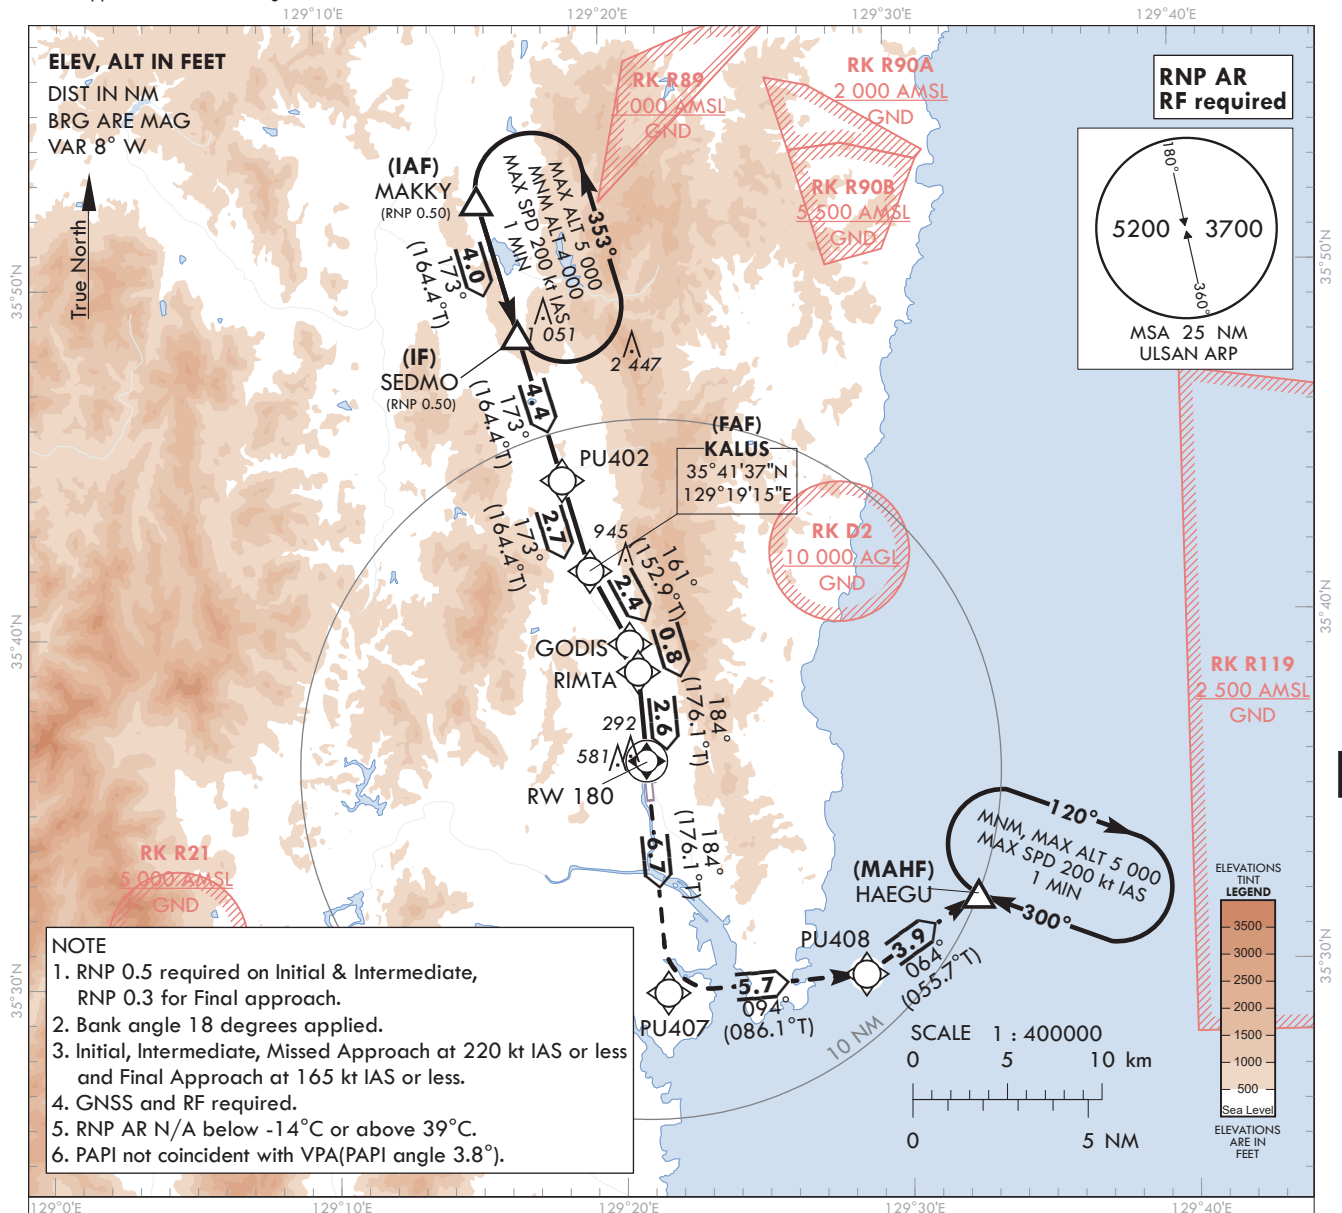 129°10'E
129°20'E
129°30'E
129°40'E
ELEV, ALT IN FEET
DIST IN NM
BRG ARE MAG
VAR 8° W
True North
RNP AR
RF required
180°
5200
3700
360°
MSA 25 NM
ULSAN ARP
RK R89
000 AMSL
GND
RK R90A
2 000 AMSL
GND
RK R90B
5 500 AMSL
GND
(IAF)
MAKKY
(RNP 0.50)
MAX ALT 5 000
MNM ALT 4 000
MAX SPD 200 kt IAS
1 MIN
353°
4.0
173°
(164.4°T)
1 051
2 447
(IF)
SEDMO
(RNP 0.50)
4.4
173°
(164.4°T)
PU402
(FAF)
KALUS
35°41'37"N
129°19'15"E
2.7
173°
(164.4°T)
945
161°
(152.9°T)
2.4
RK D2
10 000 AGL
GND
GODIS
0.8
RIMTA
184°
(176.1°T)
2.6
292
581
RW 180
RK R119
2 500 AMSL
GND
184°
(176.1°T)
6.7
120°
MNM, MAX ALT 5 000
MAX SPD 200 kt IAS
1 MIN
300°
(MAHF)
HAEGU
RK R21
5 000 AMSL
GND
PU408
3.9
064°
(055.7°T)
PU407
5.7
094°
(086.1°T)
10 NM
NOTE
1. RNP 0.5 required on Initial & Intermediate,
RNP 0.3 for Final approach.
2. Bank angle 18 degrees applied.
3. Initial, Intermediate, Missed Approach at 220 kt IAS or less
and Final Approach at 165 kt IAS or less.
4. GNSS and RF required.
5. RNP AR N/A below -14°C or above 39°C.
6. PAPI not coincident with VPA(PAPI angle 3.8°).
SCALE 1 : 400000
0 5 10 km
0 5 NM
ELEVATIONS
TINT
LEGEND
3500
3000
2500
2000
1500
1000
500
Sea Level
ELEVATIONS
ARE IN
FEET
35°50'N
35°50'N
35°40'N
35°40'N
35°30'N
35°30'N
129°0'E
129°10'E
129°20'E
129°30'E
129°40'E